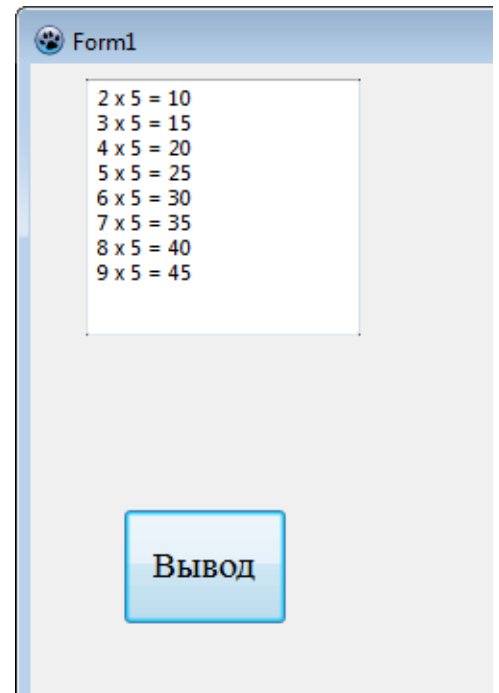 Form1
2 x 5 = 10
3 x 5 = 15
4 x 5 = 20
5 x 5 = 25
6 x 5 = 30
7 x 5 = 35
8 x 5 = 40
9 x 5 = 45
Вывод